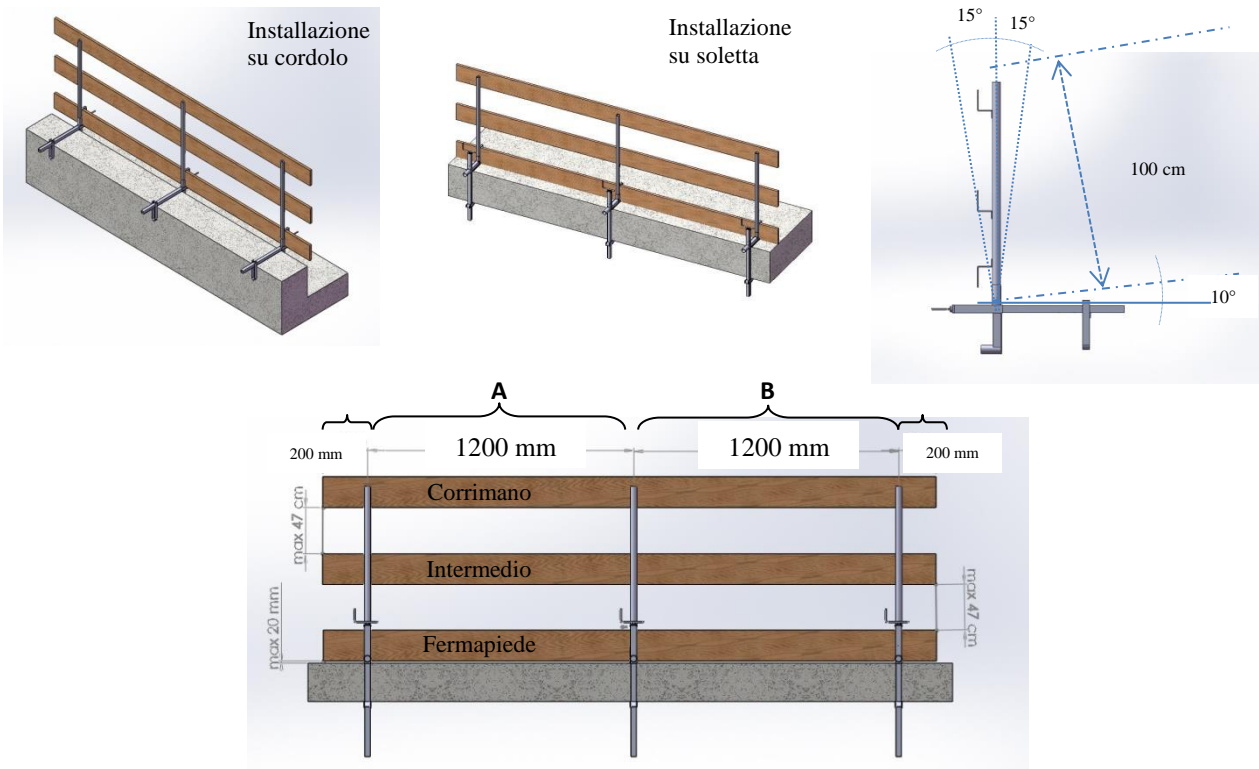 Installazione
su cordolo
Installazione
su soletta
15°
15°
100 cm
10°
A
B
200 mm
1200 mm
1200 mm
200 mm
Corrimano
max 47 cm
Intermedio
max 47 cm
max 20 mm
Fermapiede